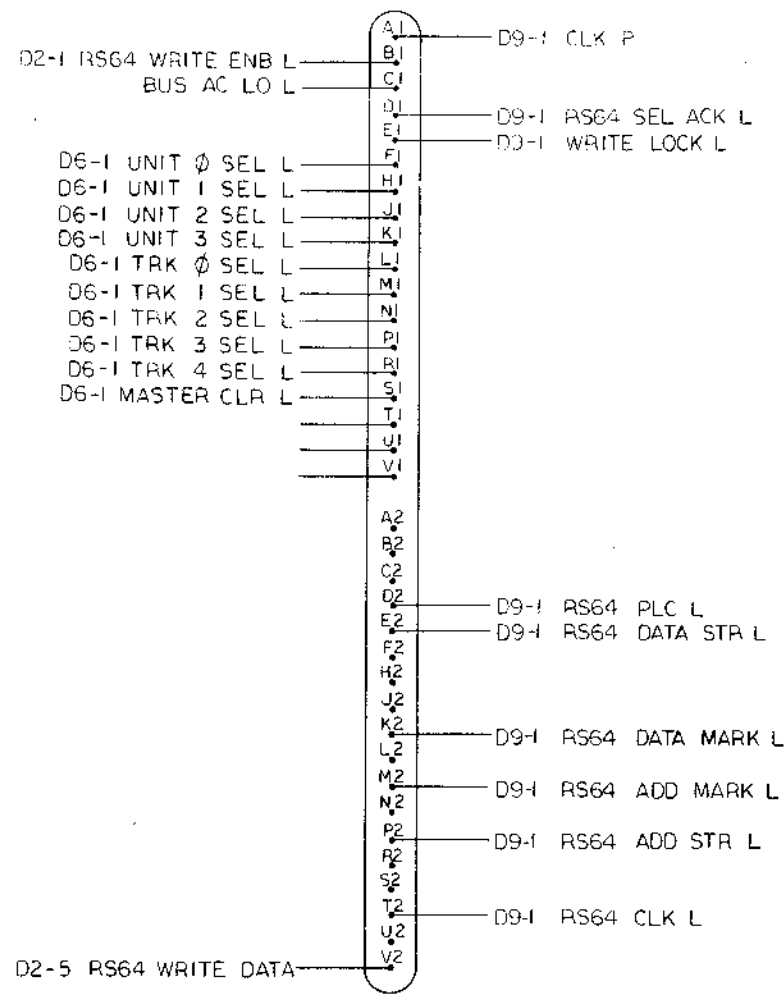 A1 D9-1 CLK P
D2-1 RS64 WRITE ENB L B1
BUS AC LO L C1
D1 D9-1 RS64 SEL ACK L
E1 D9-1 WRITE LOCK L
D6-1 UNIT Ø SEL L F1
D6-1 UNIT 1 SEL L H1
D6-1 UNIT 2 SEL L J1
D6-1 UNIT 3 SEL L K1
D6-1 TRK Ø SEL L L1
D6-1 TRK 1 SEL L M1
D6-1 TRK 2 SEL L N1
D6-1 TRK 3 SEL L P1
D6-1 TRK 4 SEL L R1
D6-1 MASTER CLR L S1
T1
U1
V1
A2
B2
C2
D2 D9-1 RS64 PLC L
E2 D9-1 RS64 DATA STR L
F2
H2
J2
K2 D9-1 RS64 DATA MARK L
L2
M2 D9-1 RS64 ADD MARK L
N2
P2 D9-1 RS64 ADD STR L
R2
S2
T2 D9-1 RS64 CLK L
U2
D2-5 RS64 WRITE DATA V2